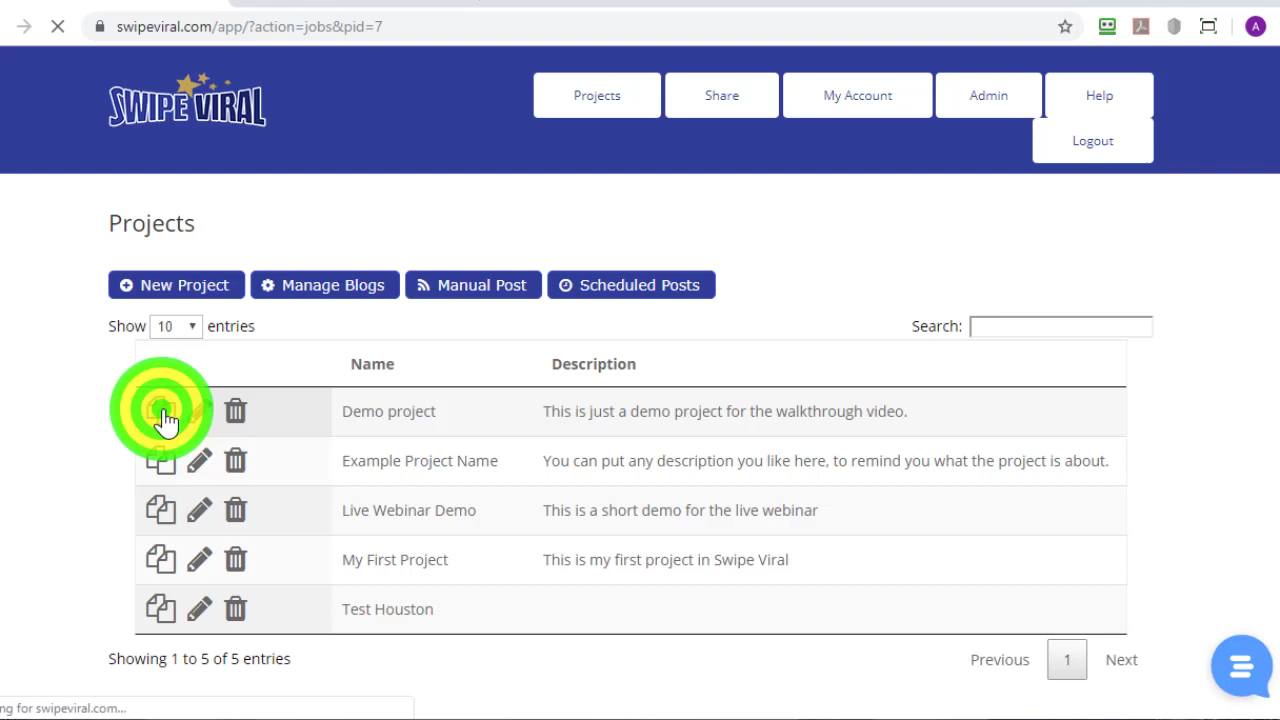 swipeviral.com/app/?action=jobs&pid=7
A
SWIPE VIRAL
Projects
Share
My Account
Admin
Help
Logout
Projects
New Project
Manage Blogs
Manual Post
Scheduled Posts
Show 10 entries
Search:
Name Description
Demo project This is just a demo project for the walkthrough video.
Example Project Name You can put any description you like here, to remind you what the project is about.
Live Webinar Demo This is a short demo for the live webinar
My First Project This is my first project in Swipe Viral
Test Houston
Showing 1 to 5 of 5 entries
Previous 1 Next
ng for swipeviral.com...